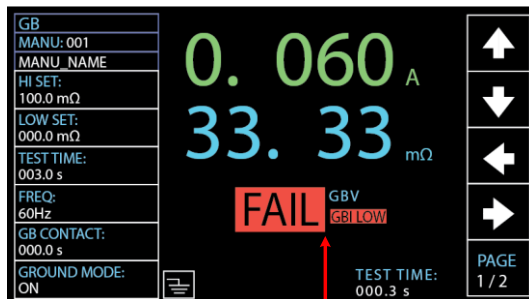 GB
MANU: 001
MANU_NAME
HI SET:
100.0 mΩ
LOW SET:
000.0 mΩ
TEST TIME:
003.0 s
FREQ:
60Hz
GB CONTACT:
000.0 s
GROUND MODE:
ON
0. 060 A
33. 33 mΩ
FAIL
GBV
GBI LOW
TEST TIME:
000.3 s
PAGE
1 / 2